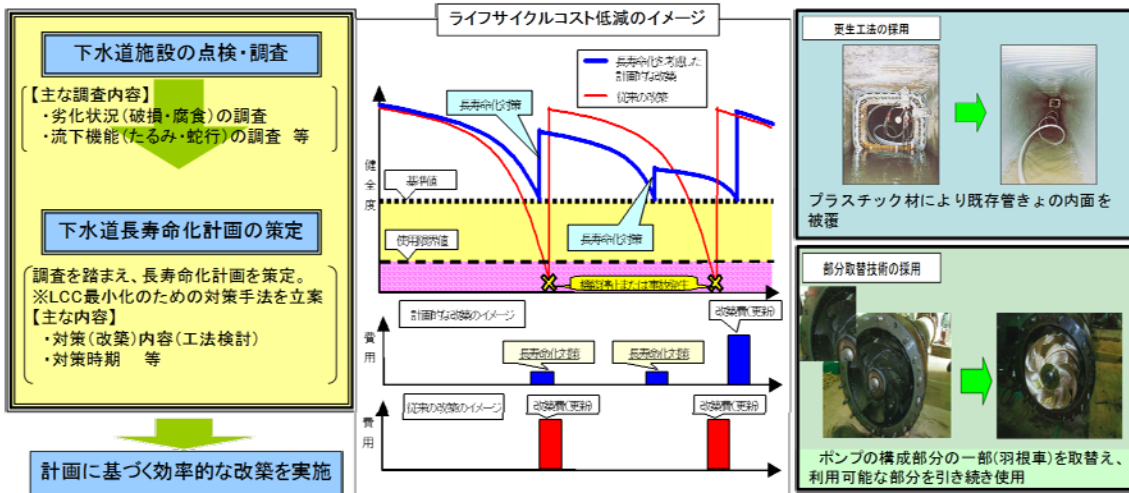 下水道施設の点検・調査
【主な調査内容】
・劣化状況(破損・腐食)の調査
・流下機能(たるみ・蛇行)の調査 等
下水道長寿命化計画の策定
調査を踏まえ、長寿命化計画を策定。
※LCC最小化のための対策手法を立案
【主な内容】
・対策(改築)内容(工法検討)
・対策時期 等
計画に基づく効率的な改築を実施
ライフサイクルコスト低減のイメージ
長寿命化を考慮した
計画的な改築
従来の改築
長寿命化対策
健全度
基準値
長寿命化対策
使用限界値
機能停止または事故発生
計画的な改築のイメージ
改築費(更新)
費用
長寿命化対策
長寿命化対策
従来の改築のイメージ
改築費(更新)
改築費(更新)
費用
更生工法の採用
プラスチック材により既存管きょの内面を
被覆
部分取替技術の採用
ポンプの構成部分の一部(羽根車)を取替え、
利用可能な部分を引き続き使用